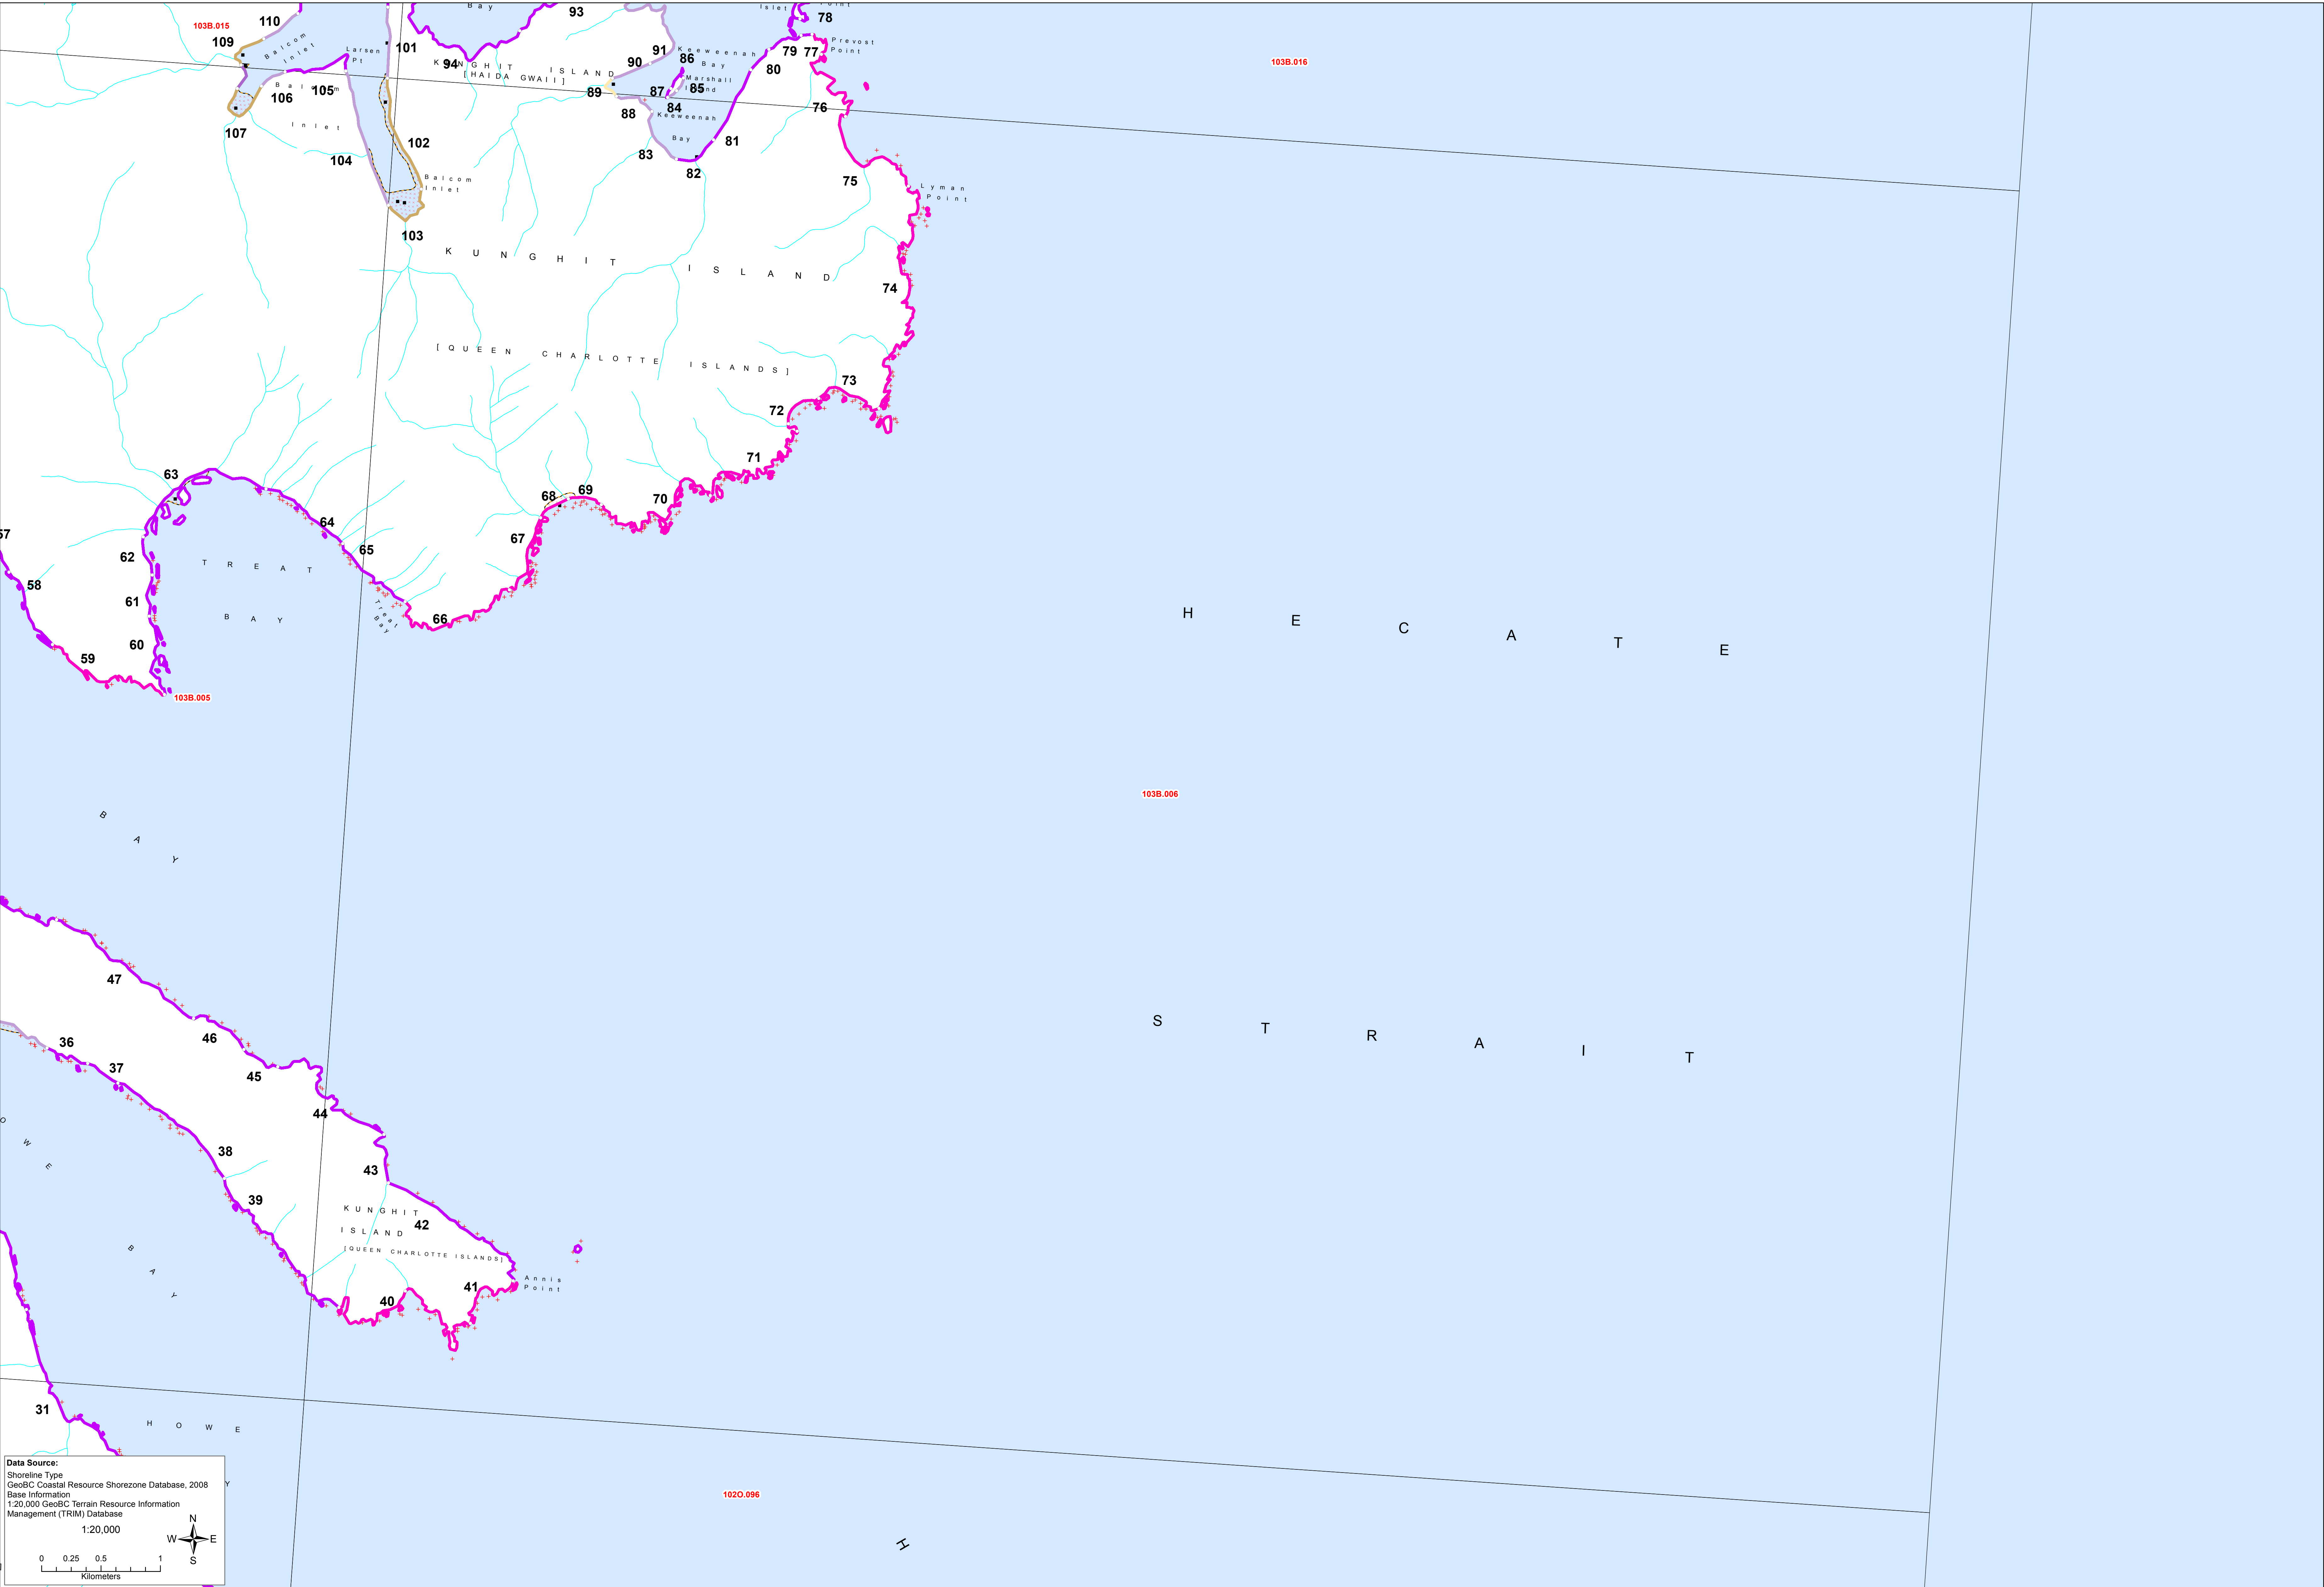 Bay
93
Islet
Point
78
110
103B.015
109
Balcom
Inlet
Larsen
Pt
101
94
KUNGHIT ISLAND
[HAIDA GWAII]
91
90
Keeweenah
Bay
86
79
77
Prevost
Point
80
103B.016
Marshall
Island
85
87
89
84
88
Keeweenah
Bay
106
105
Balcom
Inlet
107
76
81
102
104
83
82
75
Balcom
Inlet
Lyman
Point
103
KUNGHIT ISLAND
74
[QUEEN CHARLOTTE ISLANDS]
73
72
71
63
68
69
70
64
57
67
65
62
TREAT
BAY
58
61
Treat
Bay
66
60
59
103B.005
HECATE
103B.006
BAY
47
STRAIT
46
36
37
45
44
OWE
38
43
39
KUNGHIT
ISLAND
42
[QUEEN CHARLOTTE ISLANDS]
BAY
Annis
Point
41
40
31
HOWE
Y
102O.096
H
Data Source:
Shoreline Type
GeoBC Coastal Resource Shorezone Database, 2008
Base Information
1:20,000 GeoBC Terrain Resource Information
Management (TRIM) Database
1:20,000
N
W E
S
0 0.25 0.5 1
Kilometers